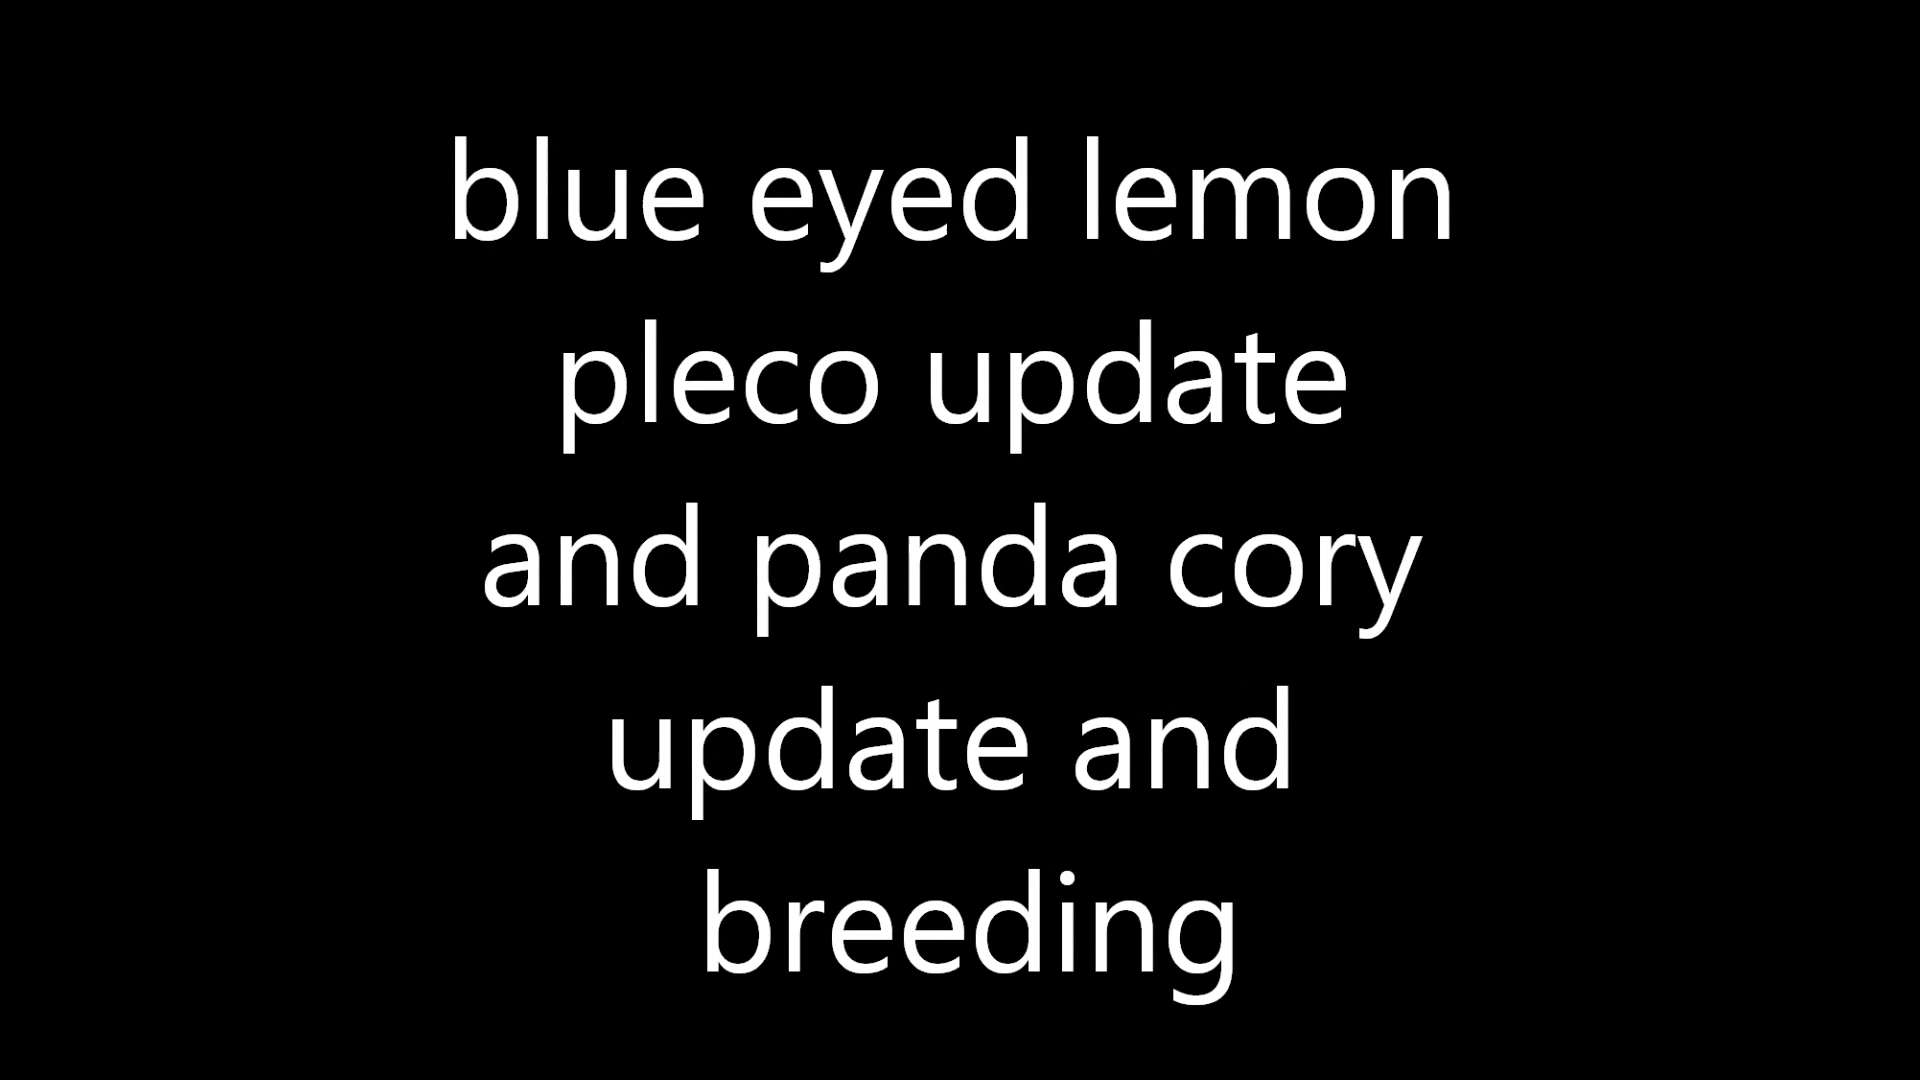 blue eyed lemon
pleco update
and panda cory
update and
breeding